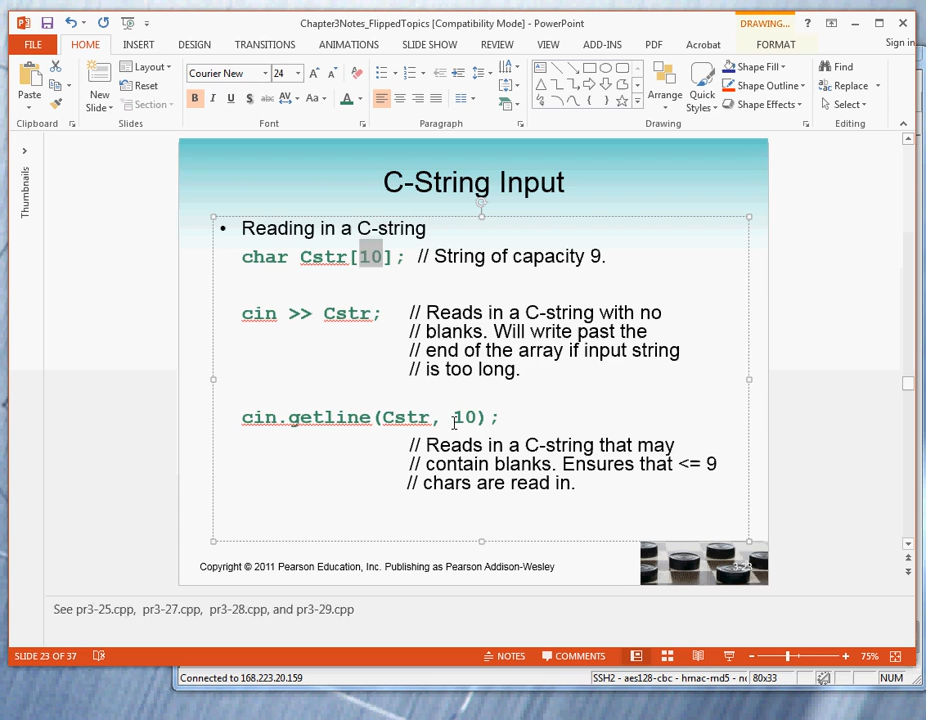 Chapter3Notes_FlippedTopics [Compatibility Mode] - PowerPoint
DRAWING...
?
FILE
HOME
INSERT
DESIGN
TRANSITIONS
ANIMATIONS
SLIDE SHOW
REVIEW
VIEW
ADD-INS
PDF
Acrobat
FORMAT
Sign in
Paste
New
Slide
Layout
Reset
Section
Courier New
24
B I U S abc AV Aa
A
Arrange
Quick
Styles
Shape Fill
Shape Outline
Shape Effects
Find
Replace
Select
Clipboard
Slides
Font
Paragraph
Drawing
Editing
Thumbnails
C-String Input
• Reading in a C-string
char Cstr[10]; // String of capacity 9.
cin >> Cstr; // Reads in a C-string with no
// blanks. Will write past the
// end of the array if input string
// is too long.
cin.getline(Cstr, 10);
// Reads in a C-string that may
// contain blanks. Ensures that <= 9
// chars are read in.
Copyright © 2011 Pearson Education, Inc. Publishing as Pearson Addison-Wesley
3-23
See pr3-25.cpp, pr3-27.cpp, pr3-28.cpp, and pr3-29.cpp
SLIDE 23 OF 37
NOTES
COMMENTS
75%
Connected to 168.223.20.159
SSH2 - aes128-cbc - hmac-md5 - nc
80x33
NUM